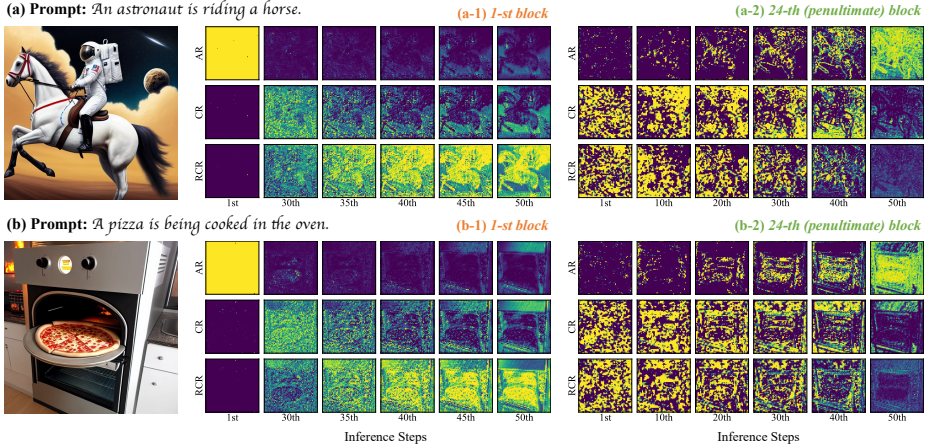 (a) Prompt: An astronaut is riding a horse.
(a-1) 1-st block
(a-2) 24-th (penultimate) block
AR
CR
RCR
1st 30th 35th 40th 45th 50th
AR
CR
RCR
1st 10th 20th 30th 40th 50th
(b) Prompt: A pizza is being cooked in the oven.
(b-1) 1-st block
(b-2) 24-th (penultimate) block
AR
CR
RCR
1st 30th 35th 40th 45th 50th
Inference Steps
AR
CR
RCR
1st 10th 20th 30th 40th 50th
Inference Steps